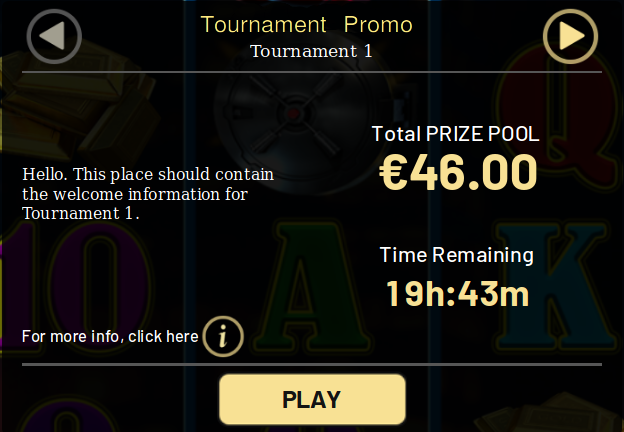 Tournament Promo
Tournament 1
Total PRIZE POOL
€46.00
Hello. This place should contain
the welcome information for
Tournament 1.
Time Remaining
19h:43m
For more info, click here i
PLAY
10
A
K
Q